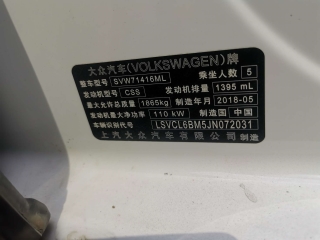 大众汽车(VOLKSWAGEN)牌
整车型号 SVW71416ML 乘坐人数 5
发动机型号 CSS 发动机排量 1395 mL
最大允许总质量 1865kg 制造年月 2018-05
发动机最大净功率 110 kW 制造国 中国
车辆识别代号 LSVCL6BM5JN072031
上汽大众汽车有限公司 制造